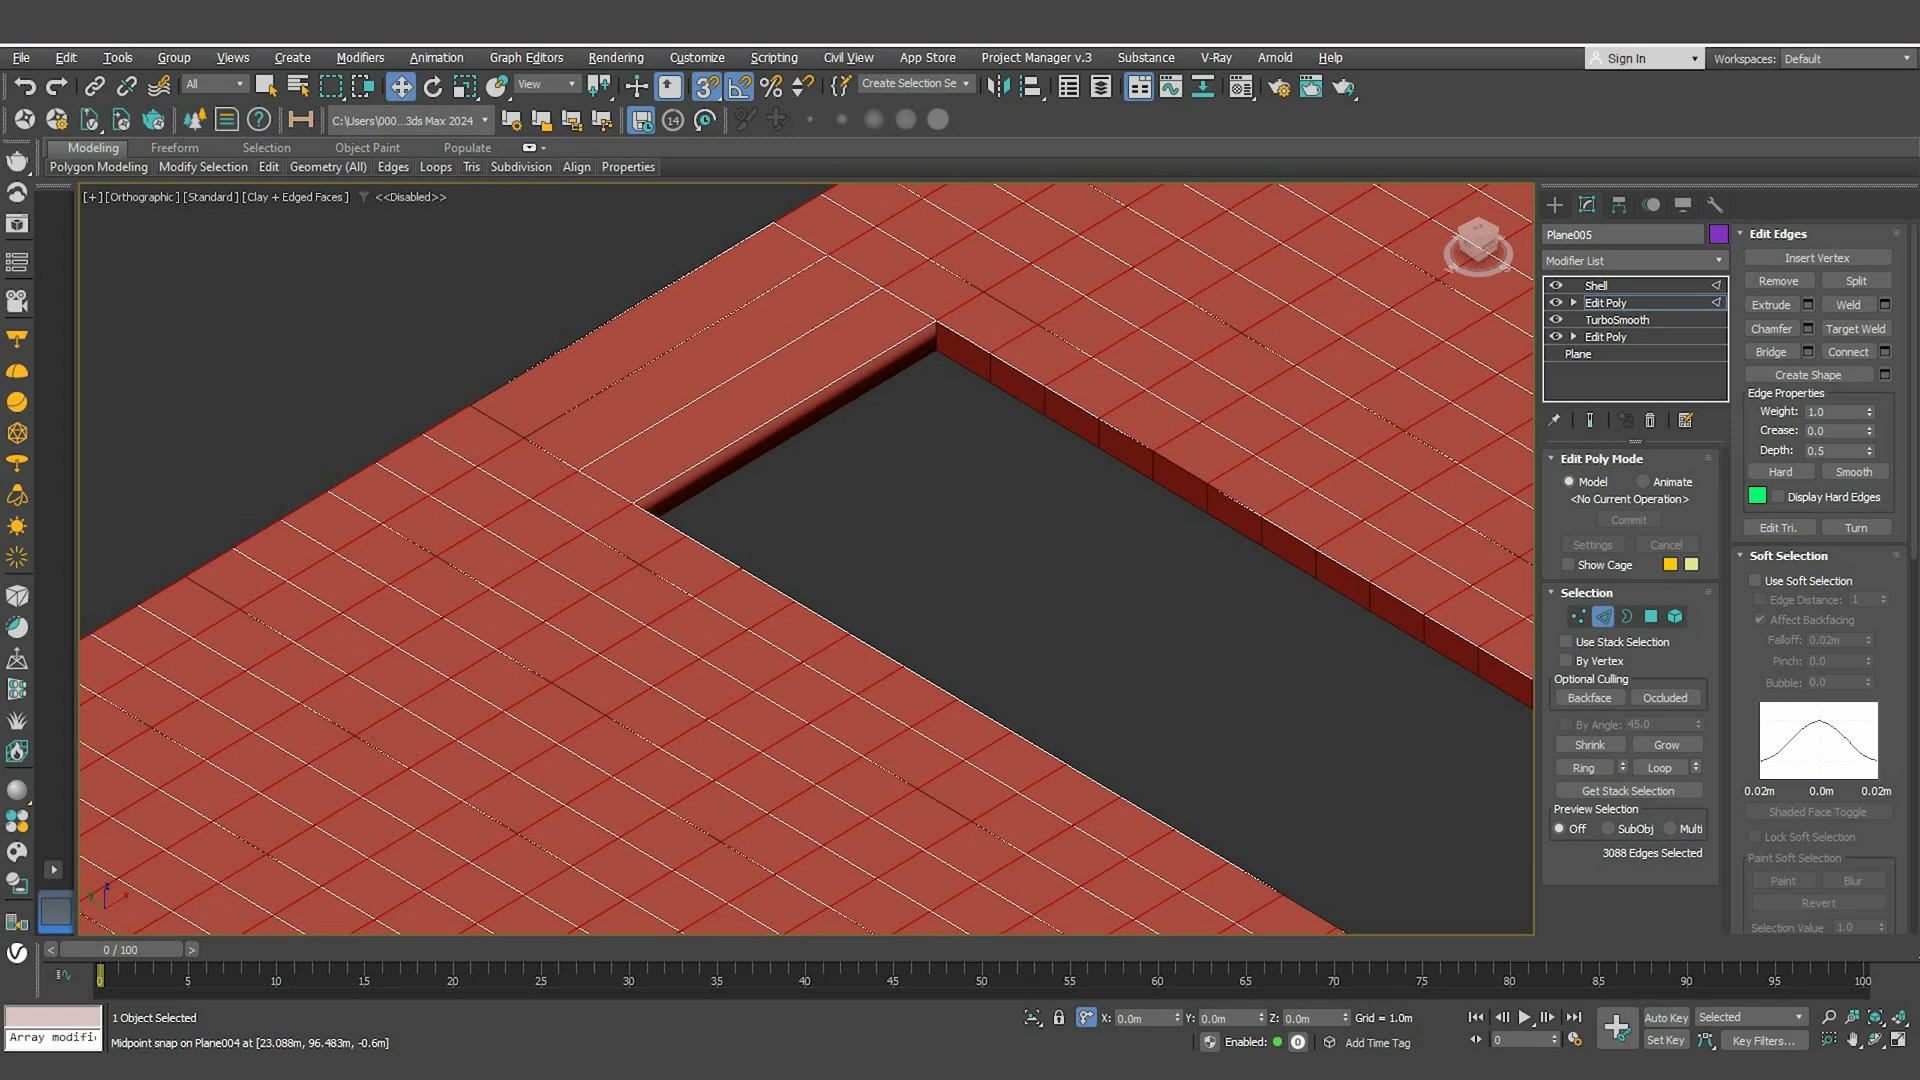 File Edit Tools Group Views Create Modifiers Animation Graph Editors Rendering Customize Scripting Civil View App Store Project Manager v.3 Substance V-Ray Arnold Help Sign In Workspaces: Default
All View Create Selection Se
C:\Users\000...3ds Max 2024 14
Modeling Freeform Selection Object Paint Populate
Polygon Modeling Modify Selection Edit Geometry (All) Edges Loops Tris Subdivision Align Properties
[+] [Orthographic] [Standard] [Clay + Edged Faces] <<Disabled>>
Plane005
Modifier List
Shell
Edit Poly
TurboSmooth
Edit Poly
Plane
Edit Poly Mode
Model Animate
<No Current Operation>
Commit
Settings Cancel
Show Cage
Selection
Use Stack Selection
By Vertex
Optional Culling
Backface Occluded
By Angle: 45.0
Shrink Grow
Ring Loop
Get Stack Selection
Preview Selection
Off SubObj Multi
3088 Edges Selected
Edit Edges
Insert Vertex
Remove Split
Extrude Weld
Chamfer Target Weld
Bridge Connect
Create Shape
Edge Properties
Weight: 1.0
Crease: 0.0
Depth: 0.5
Hard Smooth
Display Hard Edges
Edit Tri. Turn
Soft Selection
Use Soft Selection
Edge Distance: 1
Affect Backfacing
Falloff: 0.02m
Pinch: 0.0
Bubble: 0.0
0.02m 0.0m 0.02m
Shaded Face Toggle
Lock Soft Selection
Paint Soft Selection
Paint Blur
Revert
Selection Value 1.0
< 0 / 100 >
0 5 10 15 20 25 30 35 40 45 50 55 60 65 70 75 80 85 90 95 100
1 Object Selected X: 0.0m Y: 0.0m Z: 0.0m Grid = 1.0m Auto Key Selected
Array modifi Midpoint snap on Plane004 at [23.088m, 96.483m, -0.6m] Enabled: 0 Add Time Tag 0 Set Key Key Filters...